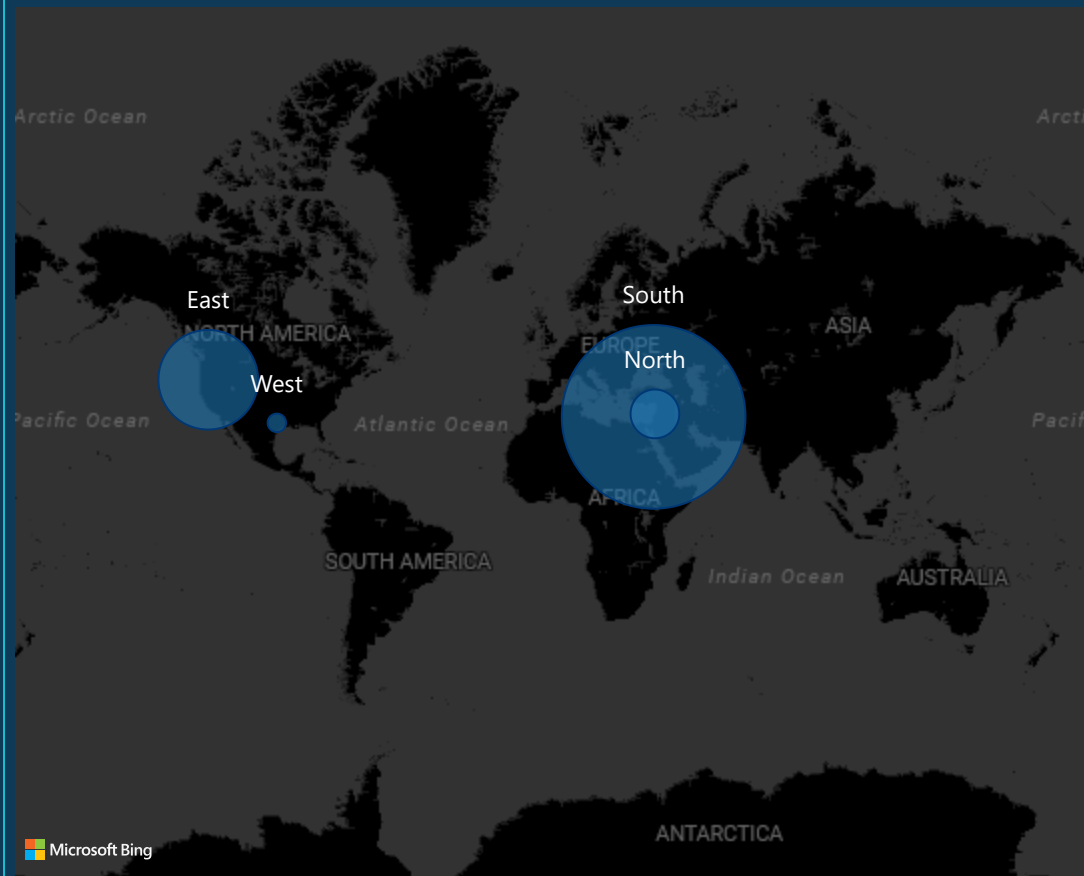 Arctic Ocean
Arcti
East
South
NORTH AMERICA
ASIA
EUROPE
North
West
Pacific Ocean
Atlantic Ocean
Pacif
AFRICA
SOUTH AMERICA
Indian Ocean
AUSTRALIA
ANTARCTICA
Microsoft Bing